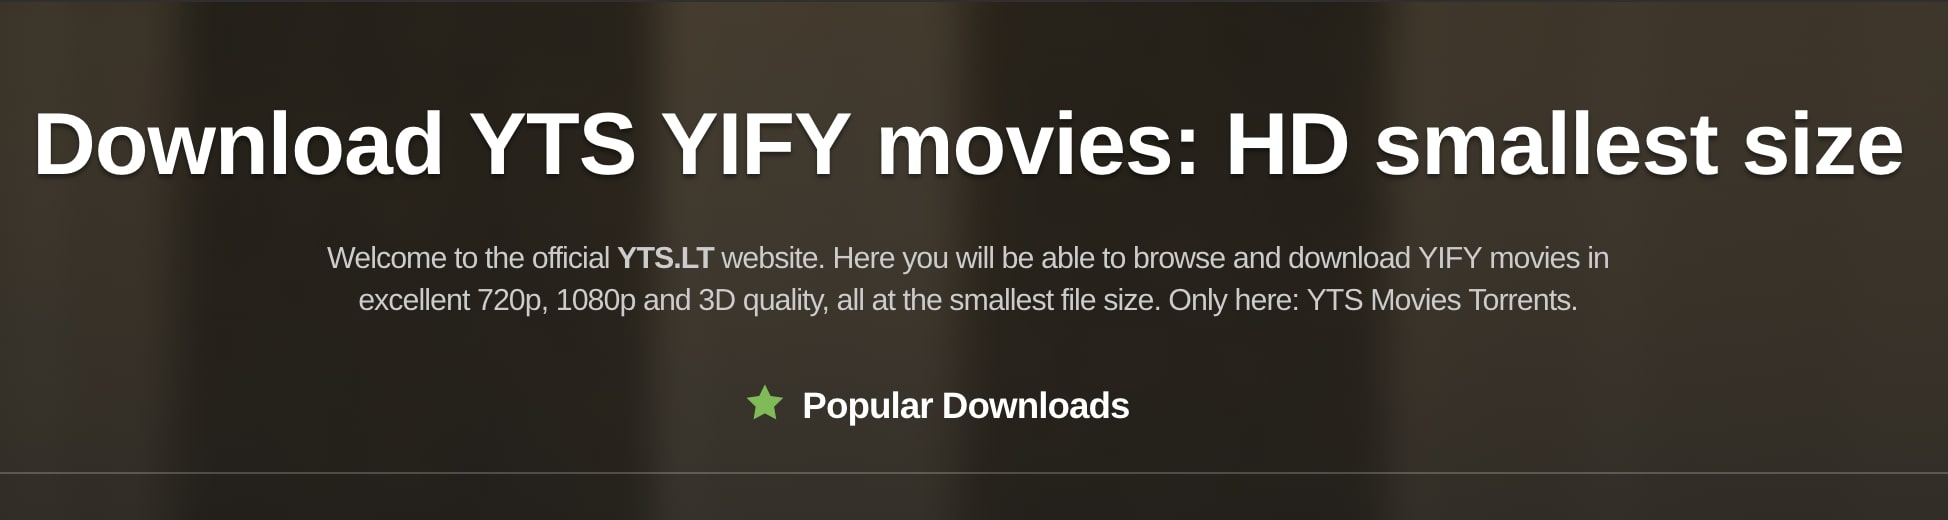 Download YTS YIFY movies: HD smallest size
Welcome to the official YTS.LT website. Here you will be able to browse and download YIFY movies in
excellent 720p, 1080p and 3D quality, all at the smallest file size. Only here: YTS Movies Torrents.
Popular Downloads